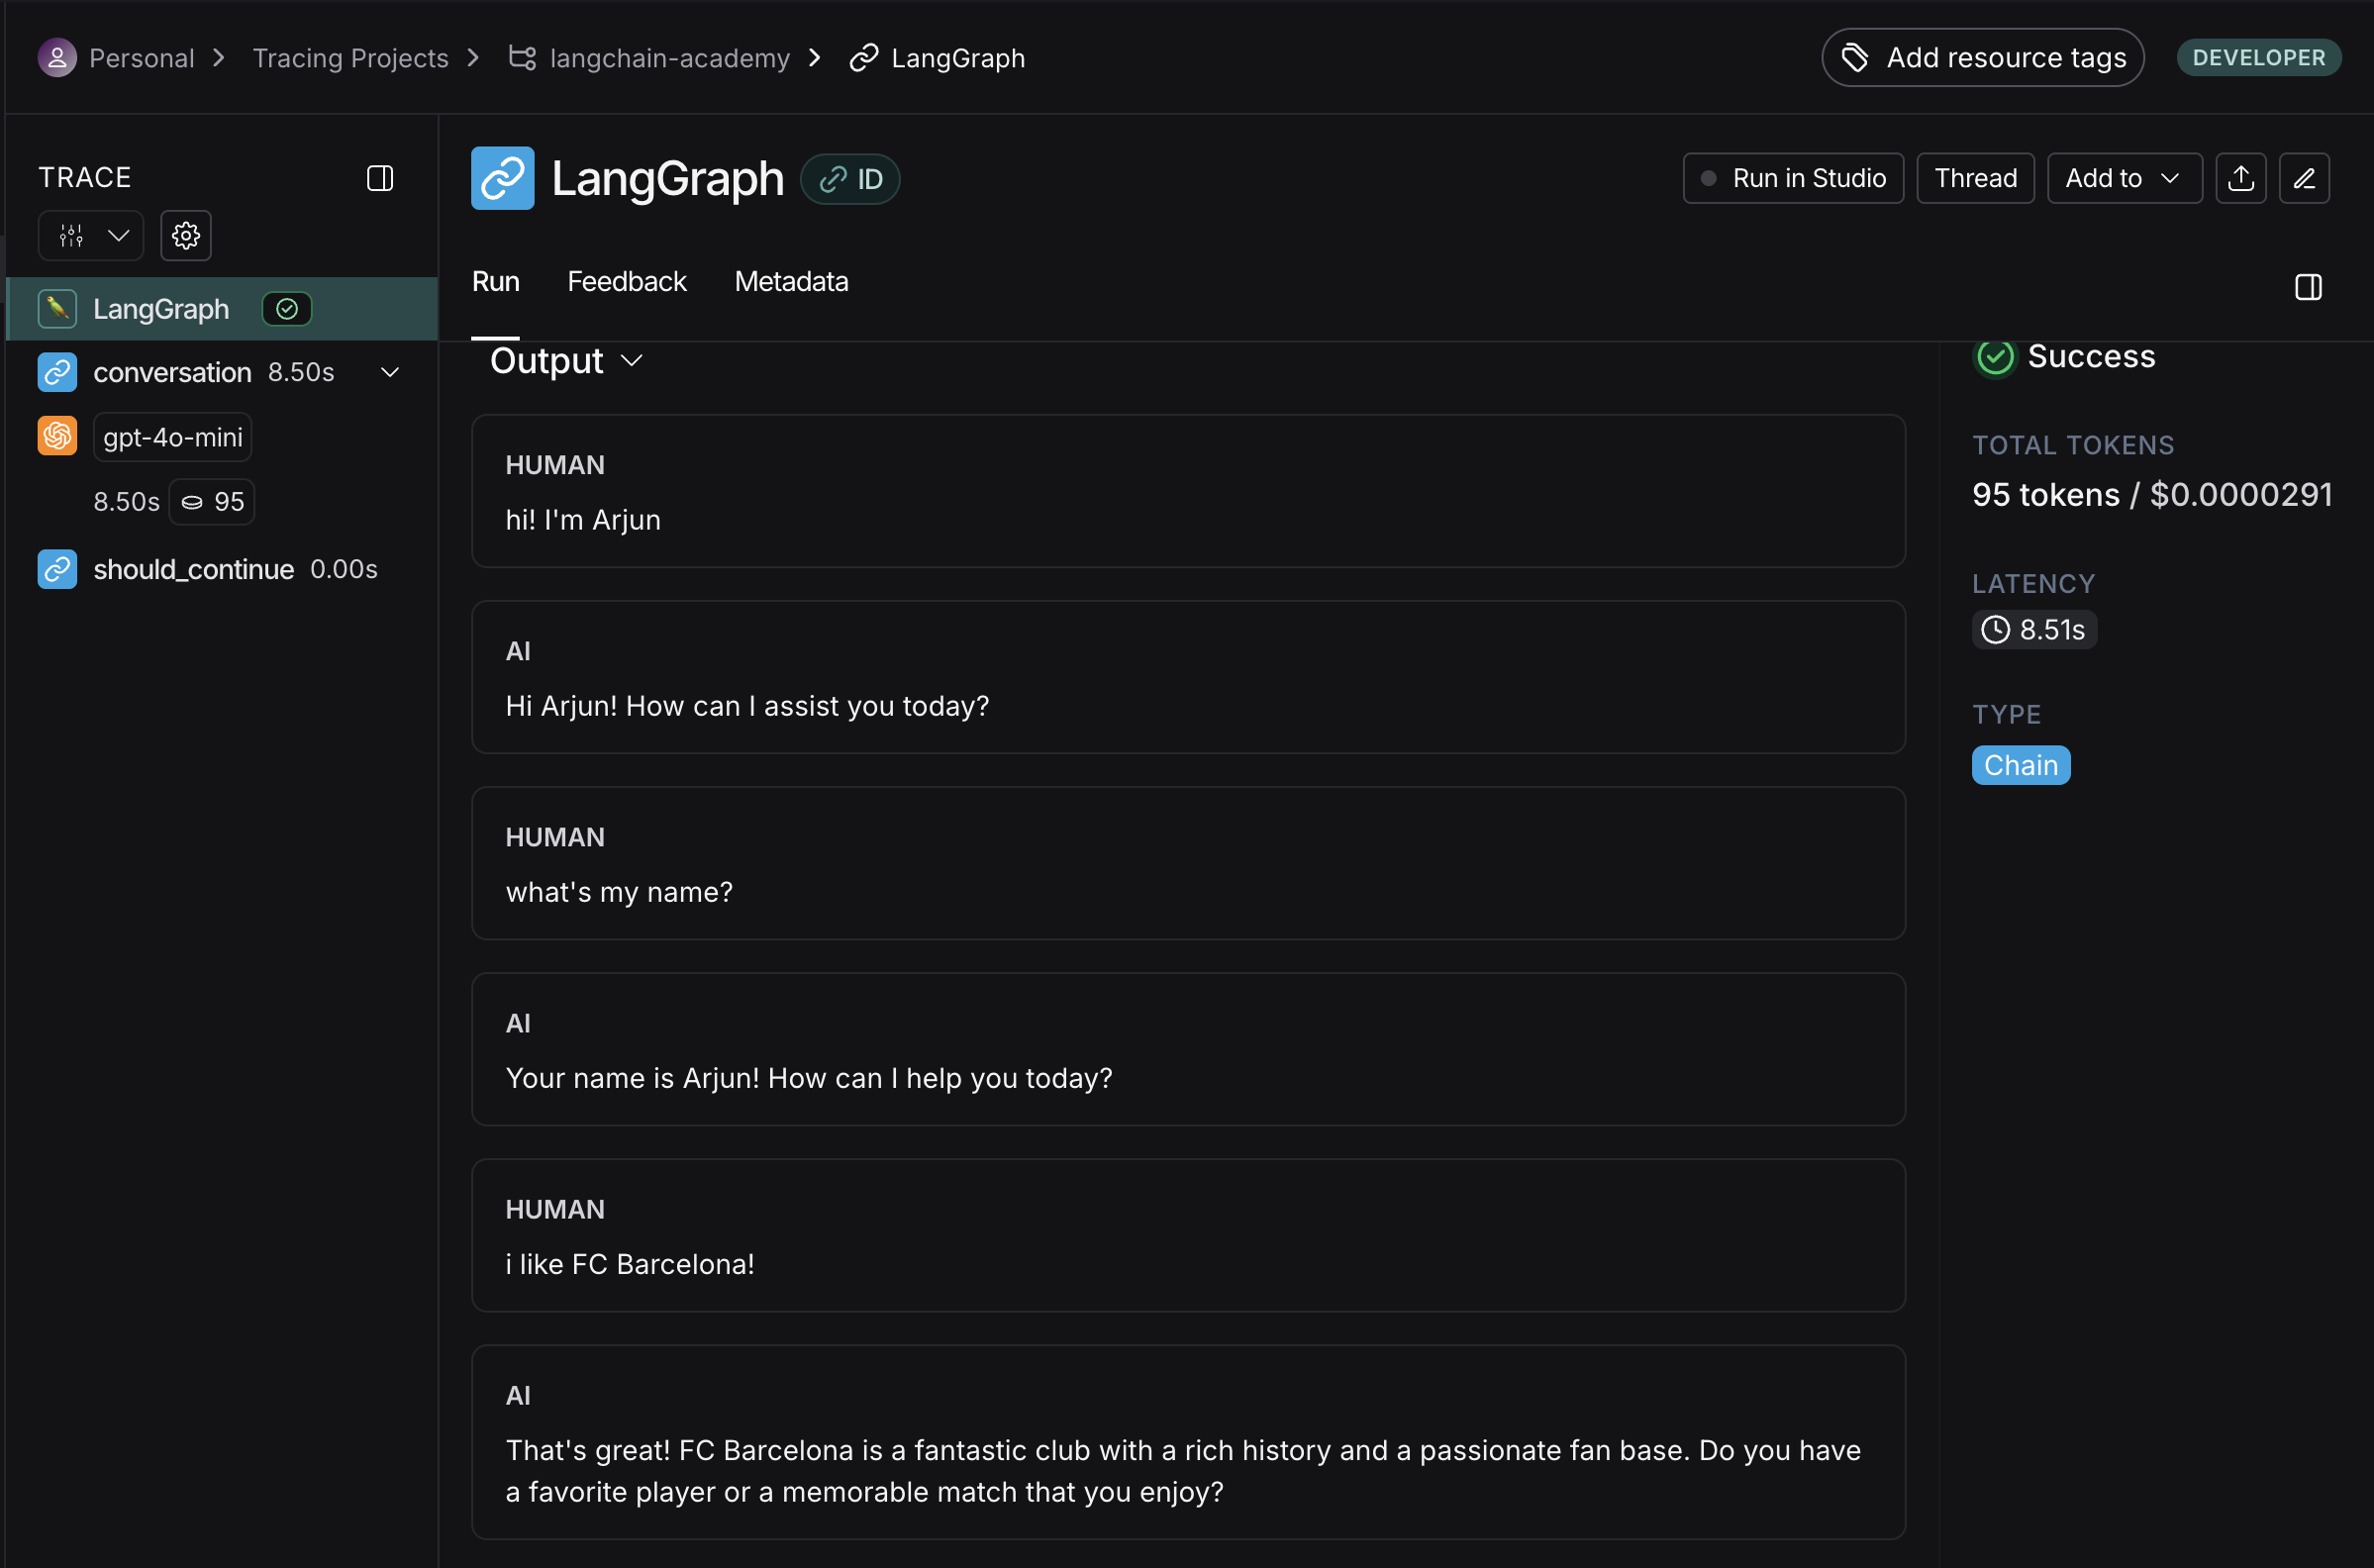 Personal > Tracing Projects > langchain-academy > LangGraph
Add resource tags
DEVELOPER
TRACE
LangGraph
conversation 8.50s
gpt-4o-mini
8.50s 95
should_continue 0.00s
LangGraph ID
Run in Studio
Thread
Add to
Run Feedback Metadata
Output
HUMAN
hi! I'm Arjun
AI
Hi Arjun! How can I assist you today?
HUMAN
what's my name?
AI
Your name is Arjun! How can I help you today?
HUMAN
i like FC Barcelona!
AI
That's great! FC Barcelona is a fantastic club with a rich history and a passionate fan base. Do you have
a favorite player or a memorable match that you enjoy?
Success
TOTAL TOKENS
95 tokens / $0.0000291
LATENCY
8.51s
TYPE
Chain